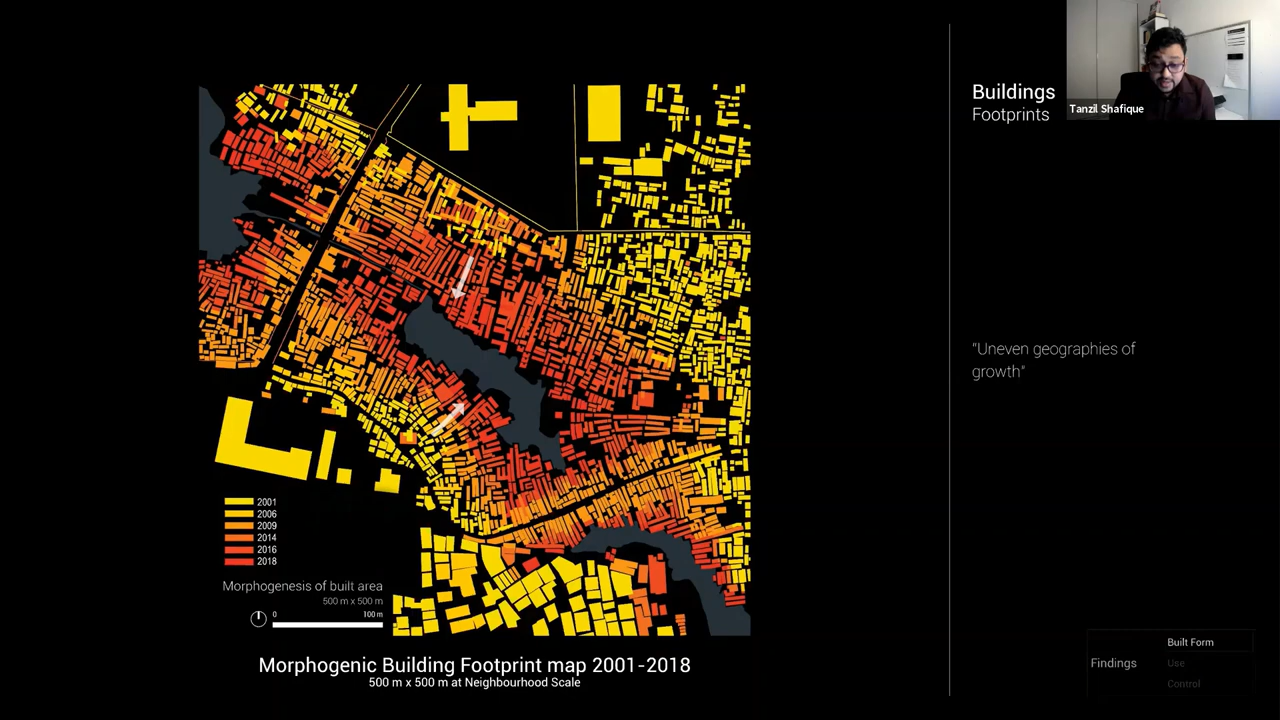 Buildings
Footprints
Tanzil Shafique
"Uneven geographies of
growth"
2001
2006
2009
2014
2016
2018
Morphogenesis of built area
500 m x 500 m
0 100 m
Morphogenic Building Footprint map 2001-2018
500 m x 500 m at Neighbourhood Scale
Findings
Built Form
Use
Control